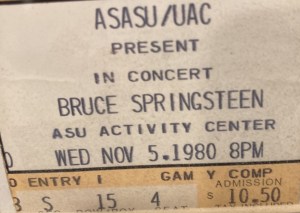 ASASU/UAC
PRESENT
IN CONCERT
BRUCE SPRINGSTEEN
ASU ACTIVITY CENTER
WED NOV 5.1980 8PM
ENTRY I GAM Y COMP
ADMISSION
S 15 4 $ 10.50